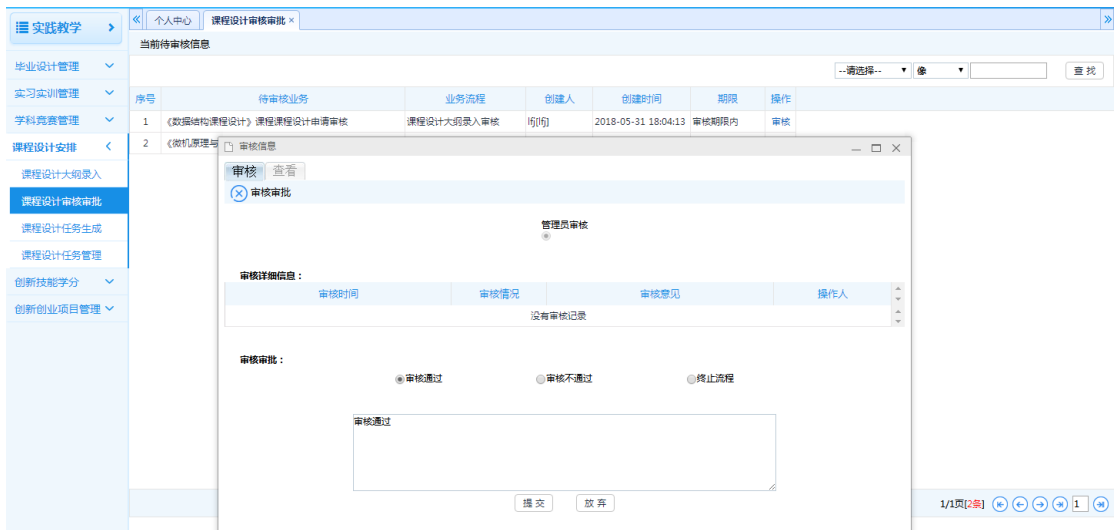 实践教学
个人中心 课程设计审核审批 ×
当前待审核信息
毕业设计管理
实习实训管理
学科竞赛管理
课程设计安排
课程设计大纲录入
课程设计审核审批
课程设计任务生成
课程设计任务管理
创新技能学分
创新创业项目管理
--请选择-- 像 查 找
序号 待审核业务 业务流程 创建人 创建时间 期限 操作
1 《数据结构课程设计》课程课程设计申请审核 课程设计大纲录入审核 lfj[lfj] 2018-05-31 18:04:13 审核期限内 审核
2 《微机原理与
审核信息
审核 查看
审核审批
管理员审核
审核详细信息：
审核时间 审核情况 审核意见 操作人
没有审核记录
审核审批：
审核通过 审核不通过 终止流程
审核通过
提 交 放 弃
1/1页[2条] 1